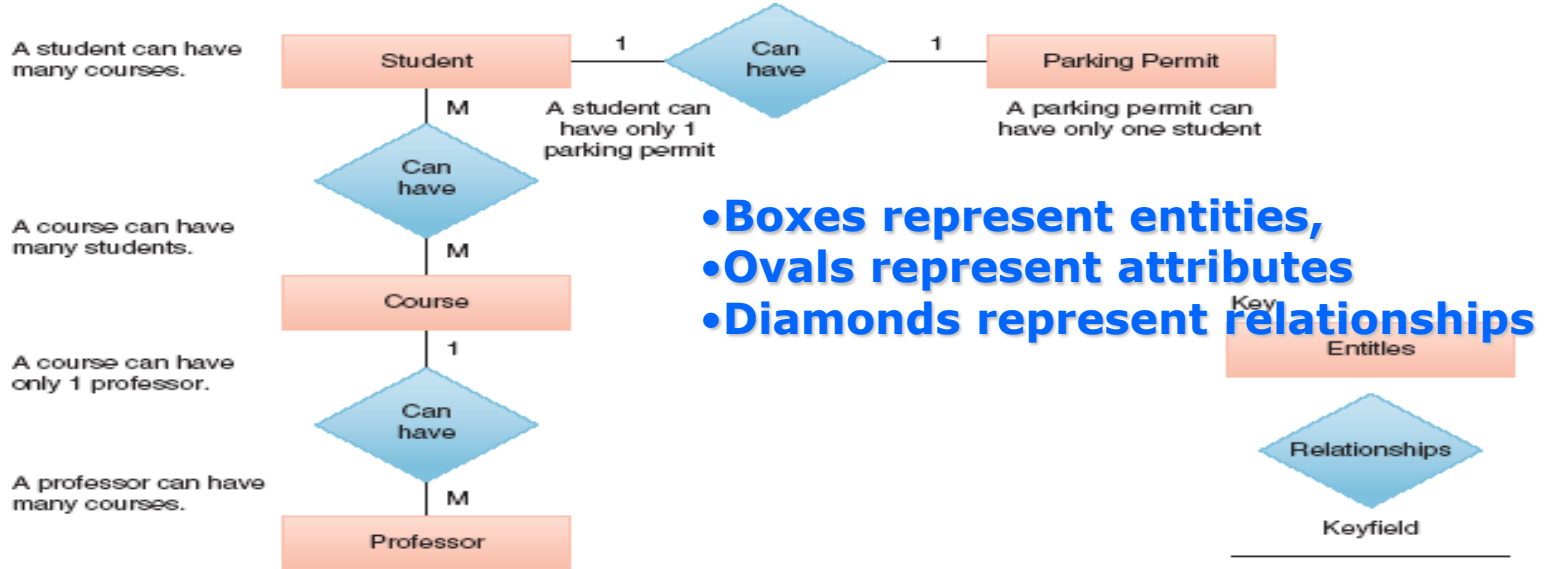 A student can have
many courses.
Student
1
Can
have
1
Parking Permit
M
A student can
have only 1
parking permit
A parking permit can
have only one student
Can
have
A course can have
many students.
M
•Boxes represent entities,
•Ovals represent attributes
•Diamonds represent relationships
Key
Course
Entitles
A course can have
only 1 professor.
1
Can
have
Relationships
A professor can have
many courses.
M
Keyfield
Professor